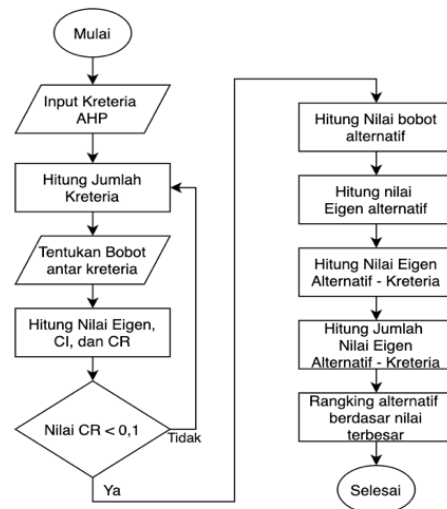 Mulai
Input Kreteria
AHP
Hitung Jumlah
Kreteria
Tentukan Bobot
antar kreteria
Hitung Nilai Eigen,
CI, dan CR
Nilai CR < 0,1
Tidak
Ya
Hitung Nilai bobot
alternatif
Hitung nilai
Eigen alternatif
Hitung Nilai Eigen
Alternatif - Kreteria
Hitung Jumlah
Nilai Eigen
Alternatif - Kreteria
Rangking alternatif
berdasar nilai
terbesar
Selesai